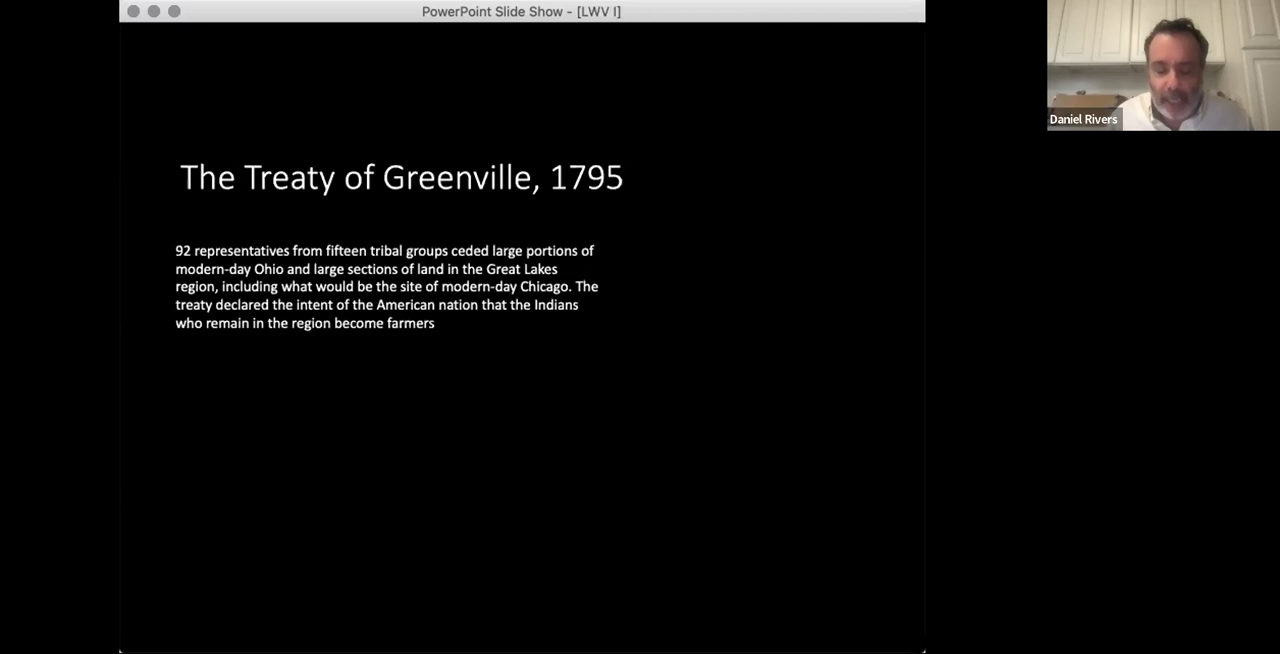 PowerPoint Slide Show - [LWV I]
The Treaty of Greenville, 1795
92 representatives from fifteen tribal groups ceded large portions of
modern-day Ohio and large sections of land in the Great Lakes
region, including what would be the site of modern-day Chicago. The
treaty declared the intent of the American nation that the Indians
who remain in the region become farmers
Daniel Rivers